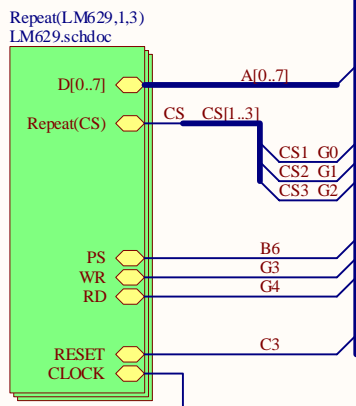 Repeat(LM629,1,3)
LM629.schdoc
D[0..7] A[0..7]
Repeat(CS) CS CS[1..3]
CS1 G0
CS2 G1
CS3 G2
PS B6
WR G3
RD G4
RESET C3
CLOCK